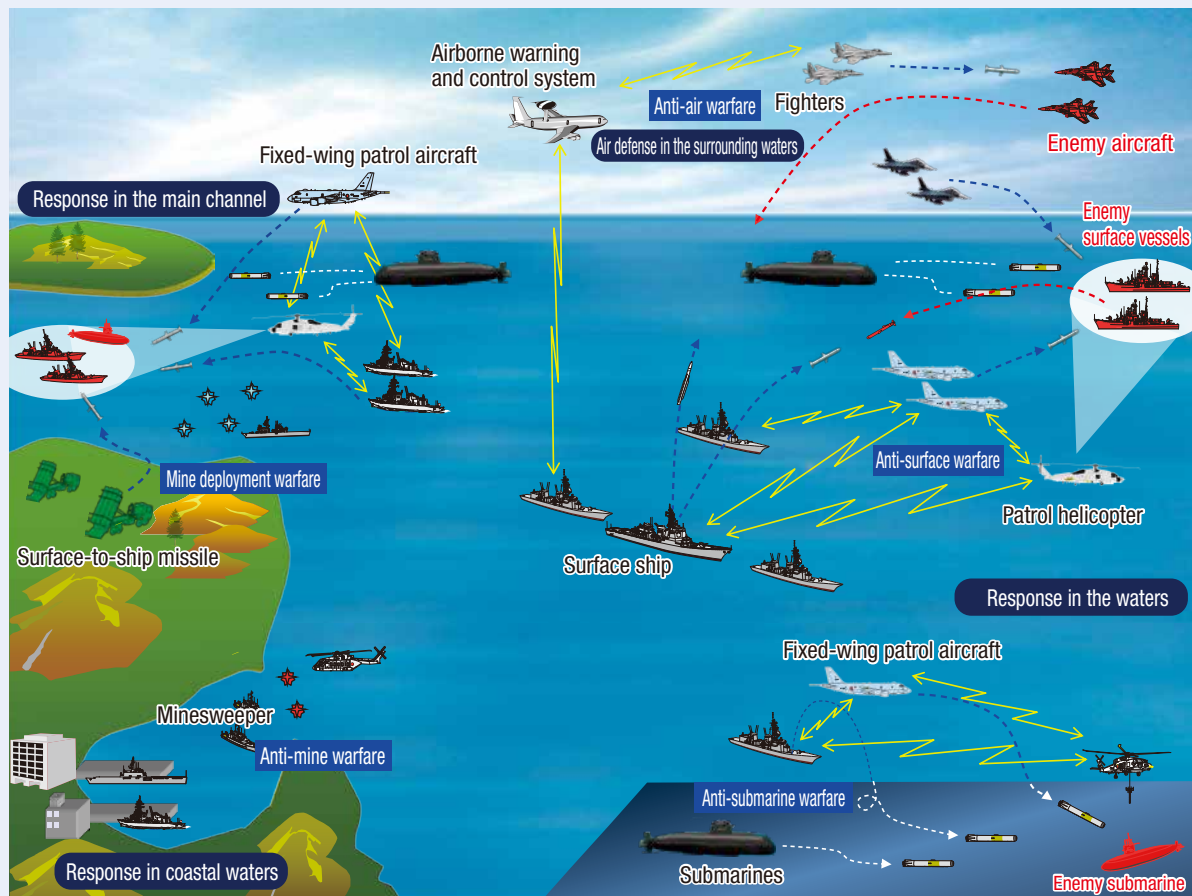 Airborne warning
and control system
Anti-air warfare
Fighters
Air defense in the surrounding waters
Enemy aircraft
Fixed-wing patrol aircraft
Response in the main channel
Enemy
surface vessels
Mine deployment warfare
Anti-surface warfare
Surface-to-ship missile
Surface ship
Patrol helicopter
Response in the waters
Fixed-wing patrol aircraft
Minesweeper
Anti-mine warfare
Anti-submarine warfare
Response in coastal waters
Submarines
Enemy submarine